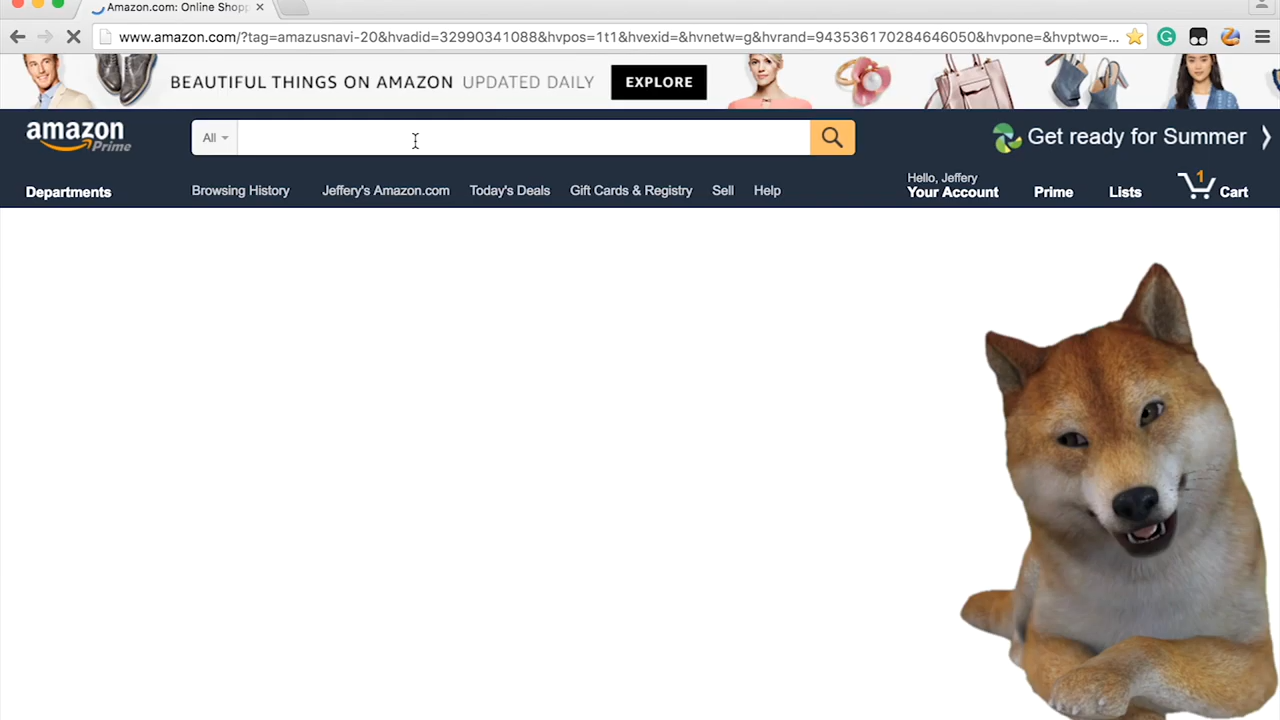 Amazon.com: Online Shopp
www.amazon.com/?tag=amazusnavi-20&hvadid=32990341088&hvpos=1t1&hvexid=&hvnetw=g&hvrand=943536170284646050&hvpone=&hvptwo=...
BEAUTIFUL THINGS ON AMAZON UPDATED DAILY EXPLORE
amazon Prime
All
Get ready for Summer
Departments
Browsing History Jeffery's Amazon.com Today's Deals Gift Cards & Registry Sell Help
Hello, Jeffery
Your Account Prime Lists 1 Cart